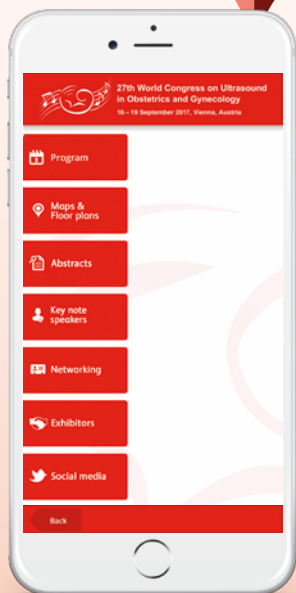 27th World Congress on Ultrasound
in Obstetrics and Gynecology
16 – 19 September 2017, Vienna, Austria
Program
Maps &
Floor plans
Abstracts
Key note
speakers
Networking
Exhibitors
Social media
Back